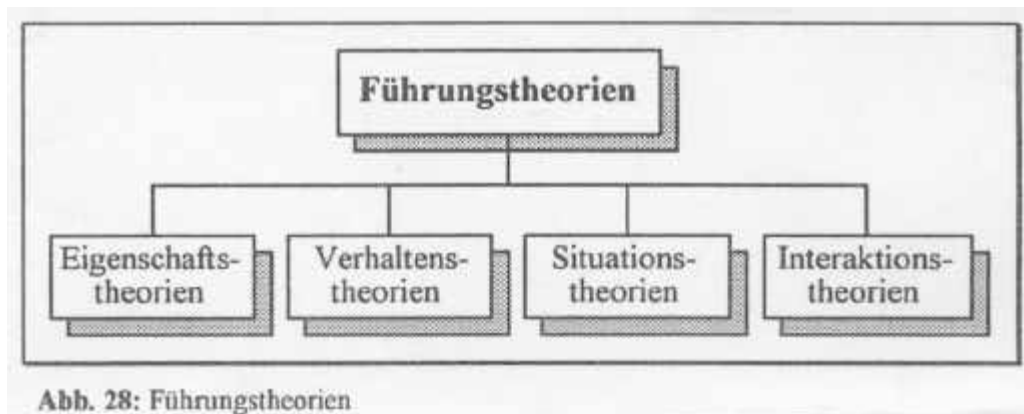 Führungstheorien
Eigenschafts-
theorien
Verhaltens-
theorien
Situations-
theorien
Interaktions-
theorien
Abb. 28: Führungstheorien